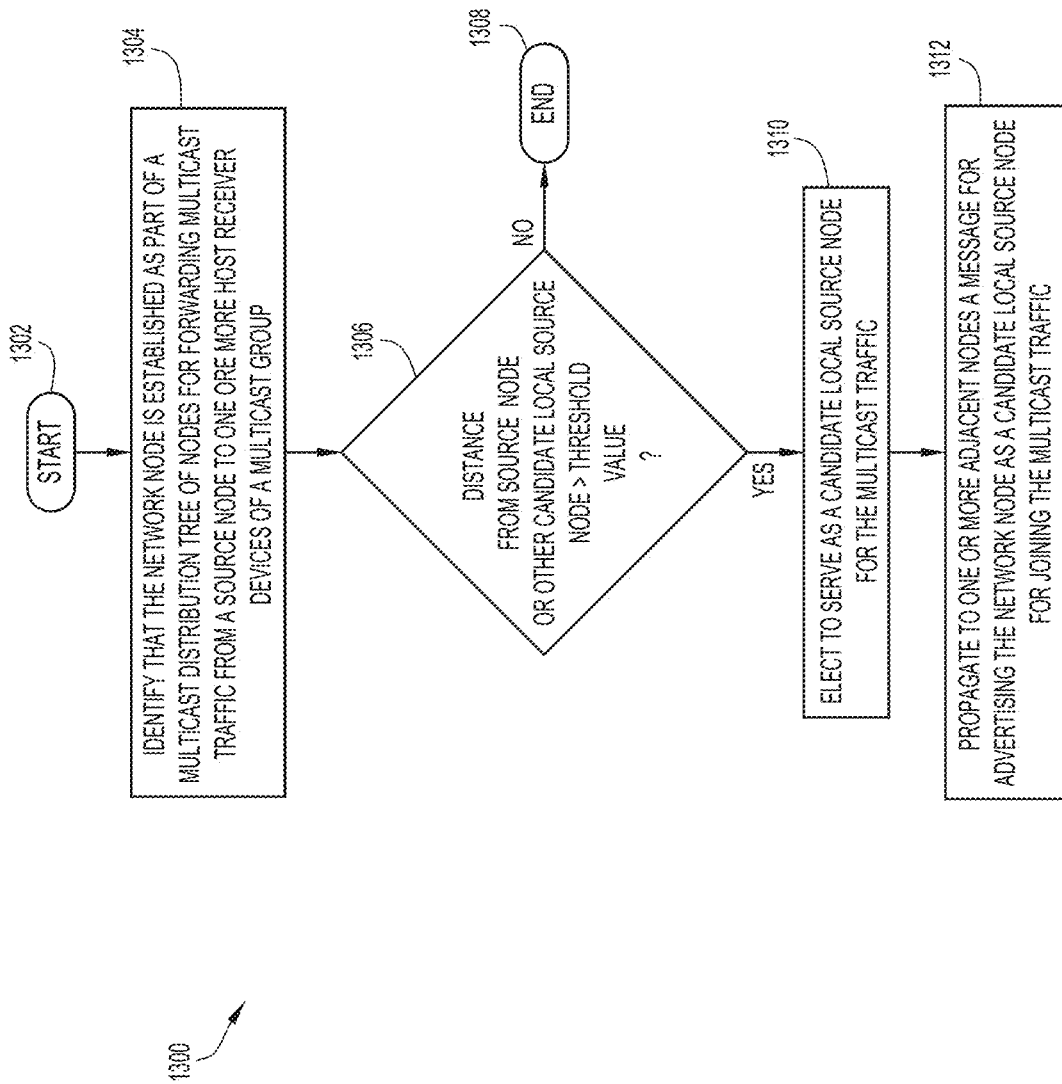 1300
START
1302
IDENTIFY THAT THE NETWORK NODE IS ESTABLISHED AS PART OF A
MULTICAST DISTRIBUTION TREE OF NODES FOR FORWARDING MULTICAST
TRAFFIC FROM A SOURCE NODE TO ONE ORE MORE HOST RECEIVER
DEVICES OF A MULTICAST GROUP
1304
DISTANCE
FROM SOURCE NODE
OR OTHER CANDIDATE LOCAL SOURCE
NODE > THRESHOLD
VALUE
?
1306
NO
END
1308
YES
ELECT TO SERVE AS A CANDIDATE LOCAL SOURCE NODE
FOR THE MULTICAST TRAFFIC
1310
PROPAGATE TO ONE OR MORE ADJACENT NODES A MESSAGE FOR
ADVERTISING THE NETWORK NODE AS A CANDIDATE LOCAL SOURCE NODE
FOR JOINING THE MULTICAST TRAFFIC
1312